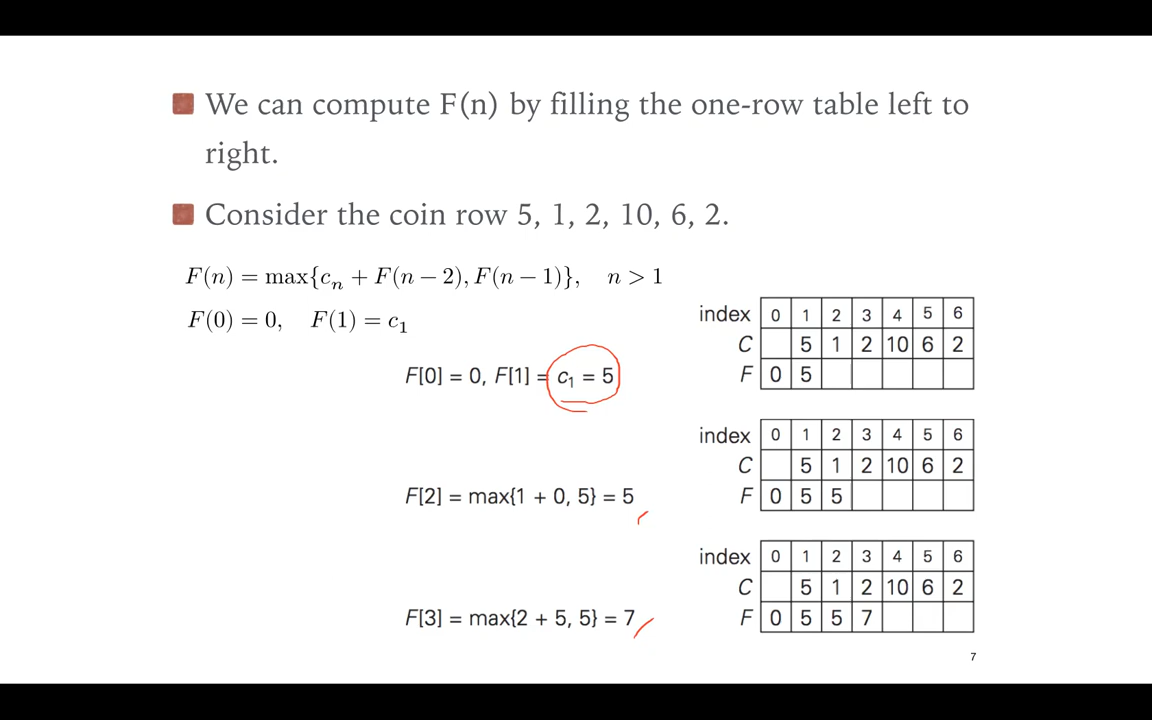 We can compute F(n) by filling the one-row table left to
right.
Consider the coin row 5, 1, 2, 10, 6, 2.
F(n) = max{cₙ + F(n − 2), F(n − 1)}, n > 1
F(0) = 0, F(1) = c₁
F[0] = 0, F[1] = c₁ = 5
index 0 1 2 3 4 5 6
C 5 1 2 10 6 2
F 0 5
F[2] = max{1 + 0, 5} = 5
index 0 1 2 3 4 5 6
C 5 1 2 10 6 2
F 0 5 5
F[3] = max{2 + 5, 5} = 7
index 0 1 2 3 4 5 6
C 5 1 2 10 6 2
F 0 5 5 7
7